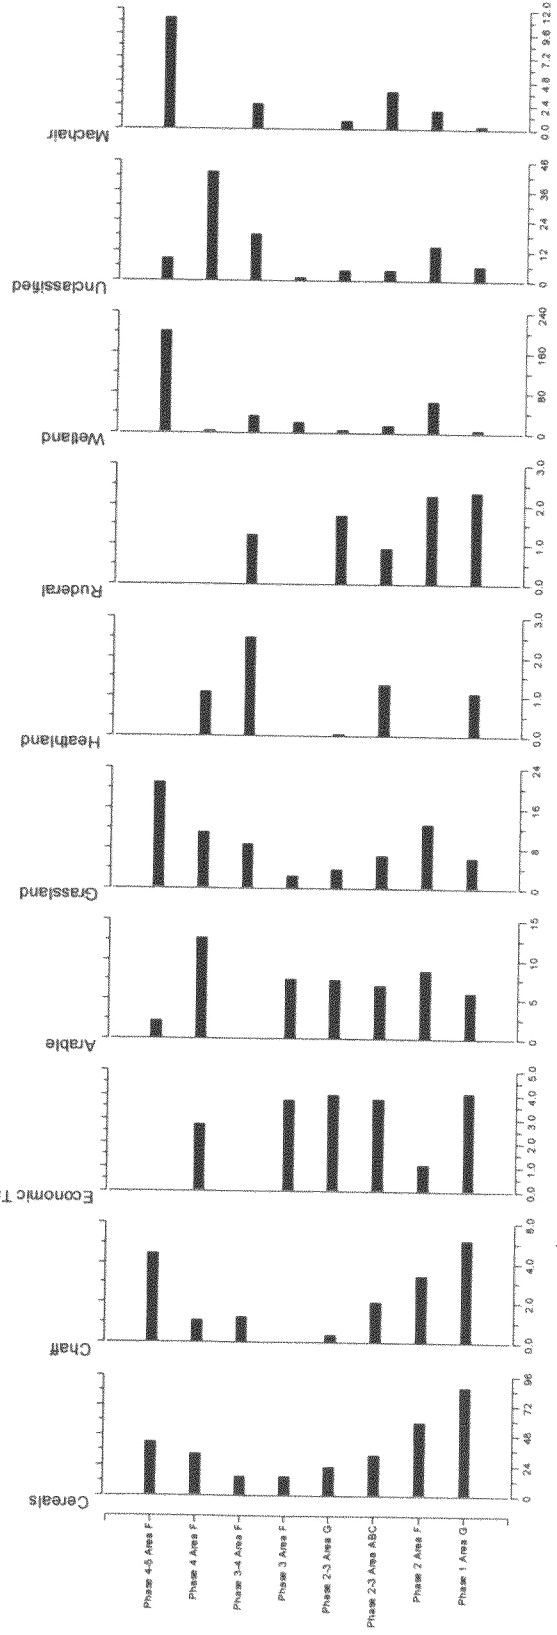 Machair
0.0 2.4 4.8 7.2 9.6 12.0
Unclassified
0 12 24 36 48
Wetland
0 80 160 240
Ruderal
0.0 1.0 2.0 3.0
Heathland
0.0 1.0 2.0 3.0
Grassland
0 8 16 24
Arable
0 5 10 15
Economic T
0.0 1.0 2.0 3.0 4.0 5.0
Chaff
0.0 2.0 4.0 6.0
Cereals
0 24 48 72 96
Phase 4-5 Area F
Phase 4 Area F
Phase 3-4 Area F
Phase 3 Area F
Phase 2-3 Area G
Phase 2-3 Area ABC
Phase 2 Area F
Phase 1 Area G